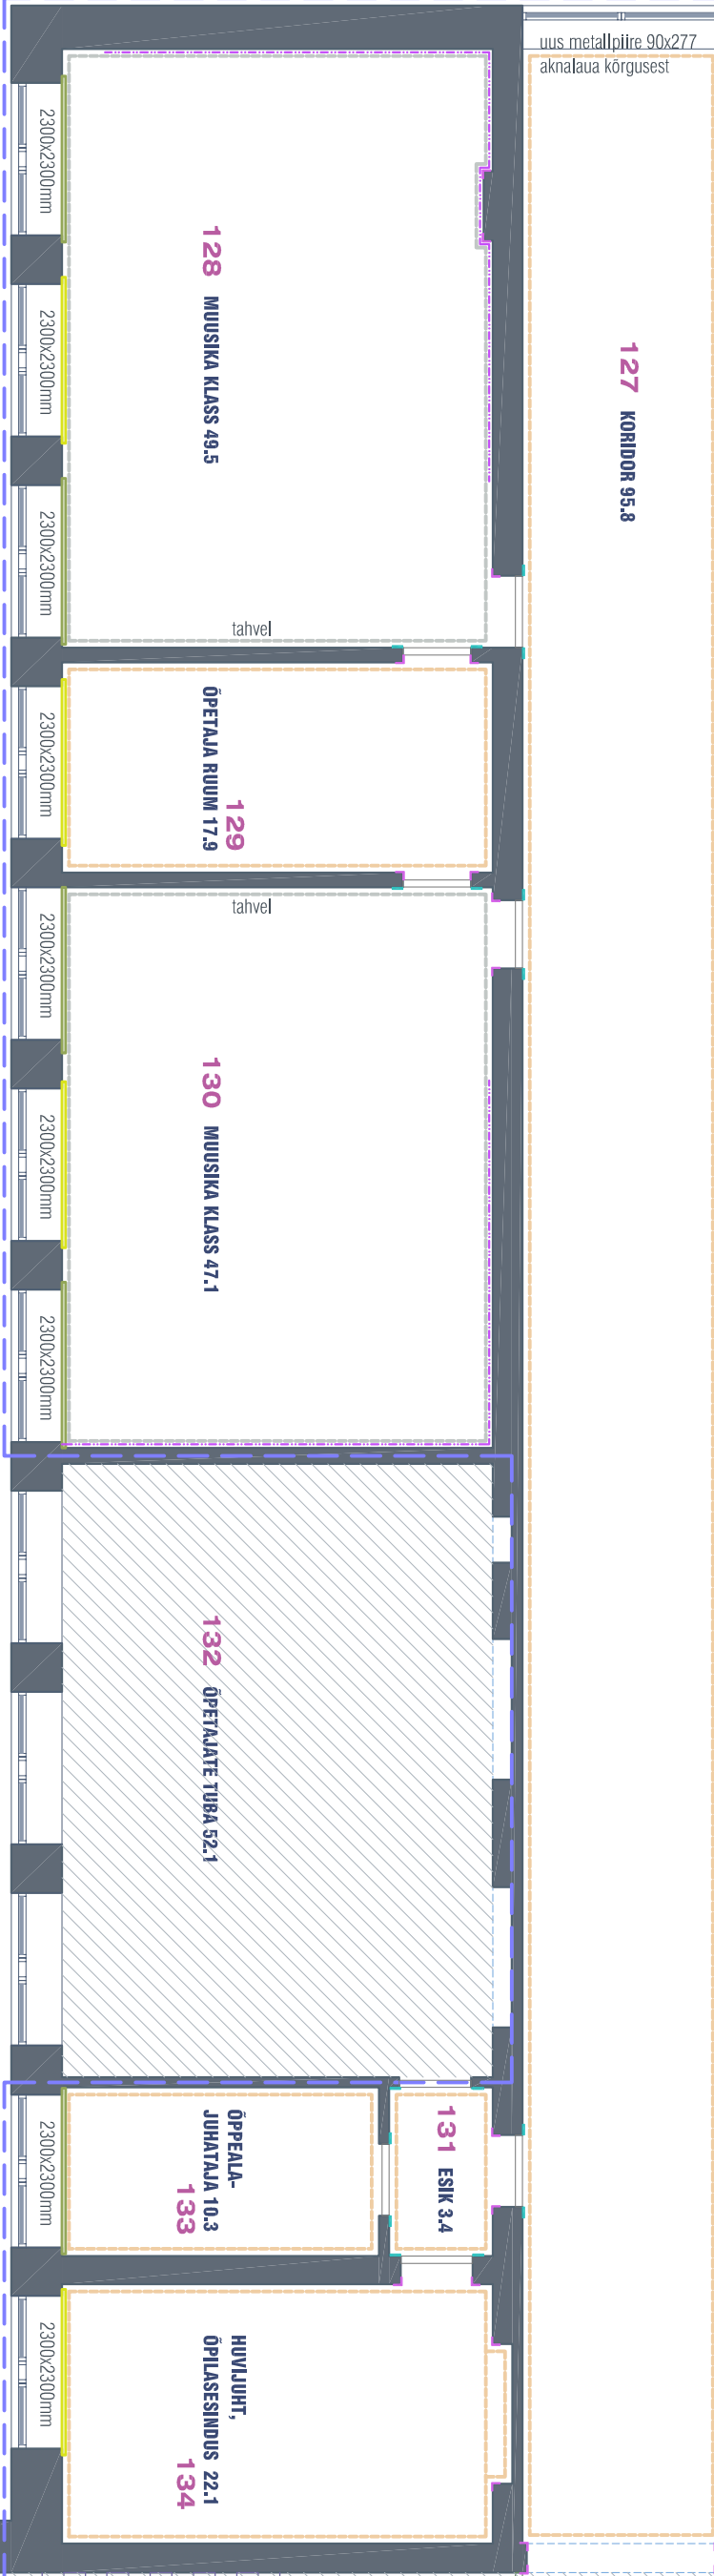 uus metallpiire 90x277
aknalaua kõrgusest
127 KORIDOR 95.8
2300x2300mm
128 MUUSIKA KLASS 49.5
2300x2300mm
2300x2300mm
tahvel
2300x2300mm
129
ÕPETAJA RUUM 17.9
tahvel
2300x2300mm
130 MUUSIKA KLASS 47.1
2300x2300mm
2300x2300mm
132 ÕPETAJATE TUBA 52.1
131 ESIK 3.4
2300x2300mm
ÕPPEALA-
JUHATAJA 10.3
133
2300x2300mm
HUVIJUHT,
ÕPILASESINDUS 22.1
134